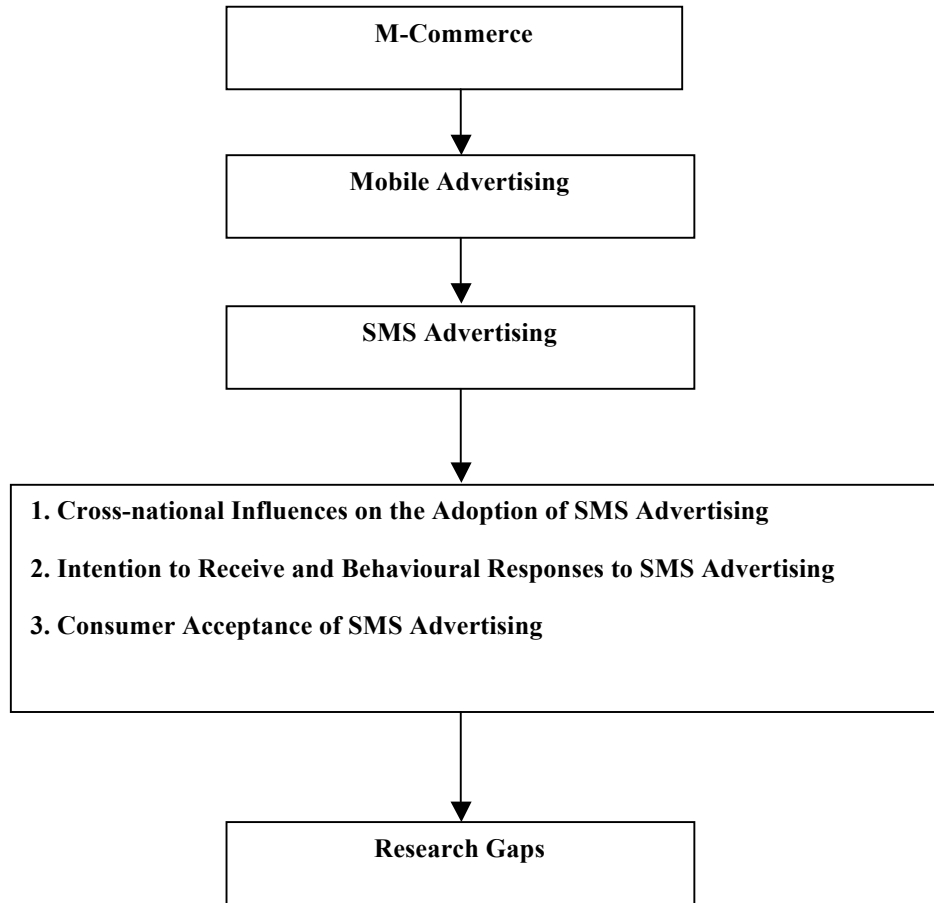 M-Commerce
Mobile Advertising
SMS Advertising
1. Cross-national Influences on the Adoption of SMS Advertising
2. Intention to Receive and Behavioural Responses to SMS Advertising
3. Consumer Acceptance of SMS Advertising
Research Gaps